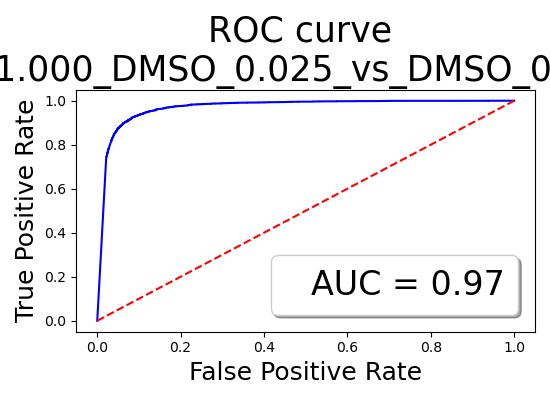 ROC curve
1.000_DMSO_0.025_vs_DMSO_0
True Positive Rate
1.0
0.8
0.6
0.4
0.2
0.0
AUC = 0.97
0.0 0.2 0.4 0.6 0.8 1.0
False Positive Rate